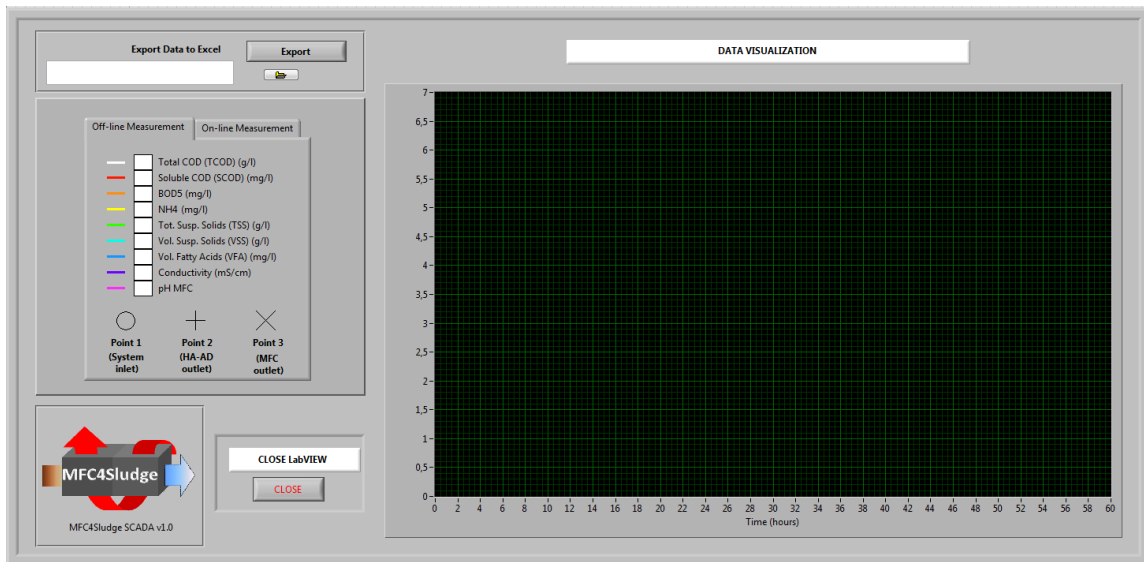 Export Data to Excel
Export
DATA VISUALIZATION
Off-line Measurement
On-line Measurement
Total COD (TCOD) (g/l)
Soluble COD (SCOD) (mg/l)
BOD5 (mg/l)
NH4 (mg/l)
Tot. Susp. Solids (TSS) (g/l)
Vol. Susp. Solids (VSS) (g/l)
Vol. Fatty Acids (VFA) (mg/l)
Conductivity (mS/cm)
pH MFC
Point 1
(System
inlet)
Point 2
(HA-AD
outlet)
Point 3
(MFC
outlet)
MFC4Sludge
MFC4Sludge SCADA v1.0
CLOSE LabVIEW
CLOSE
7
6,5
6
5,5
5
4,5
4
3,5
3
2,5
2
1,5
1
0,5
0
0 2 4 6 8 10 12 14 16 18 20 22 24 26 28 30 32 34 36 38 40 42 44 46 48 50 52 54 56 58 60
Time (hours)